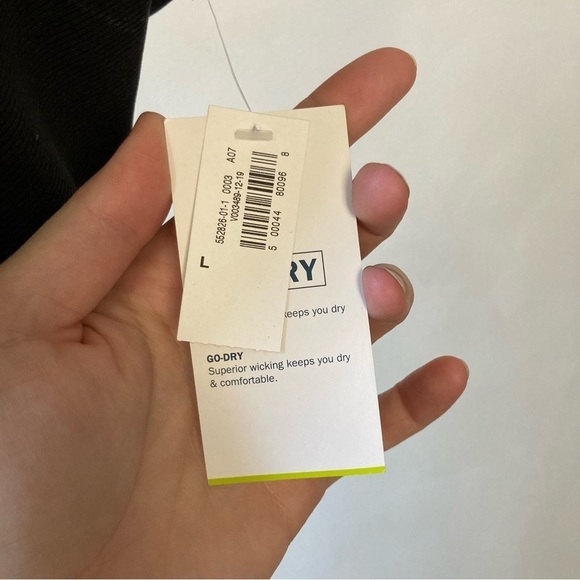 552826-01-1 0003 A07
V003489-12-19
5 00044 80096 8
L
RY
keeps you dry
GO-DRY
Superior wicking keeps you dry
& comfortable.